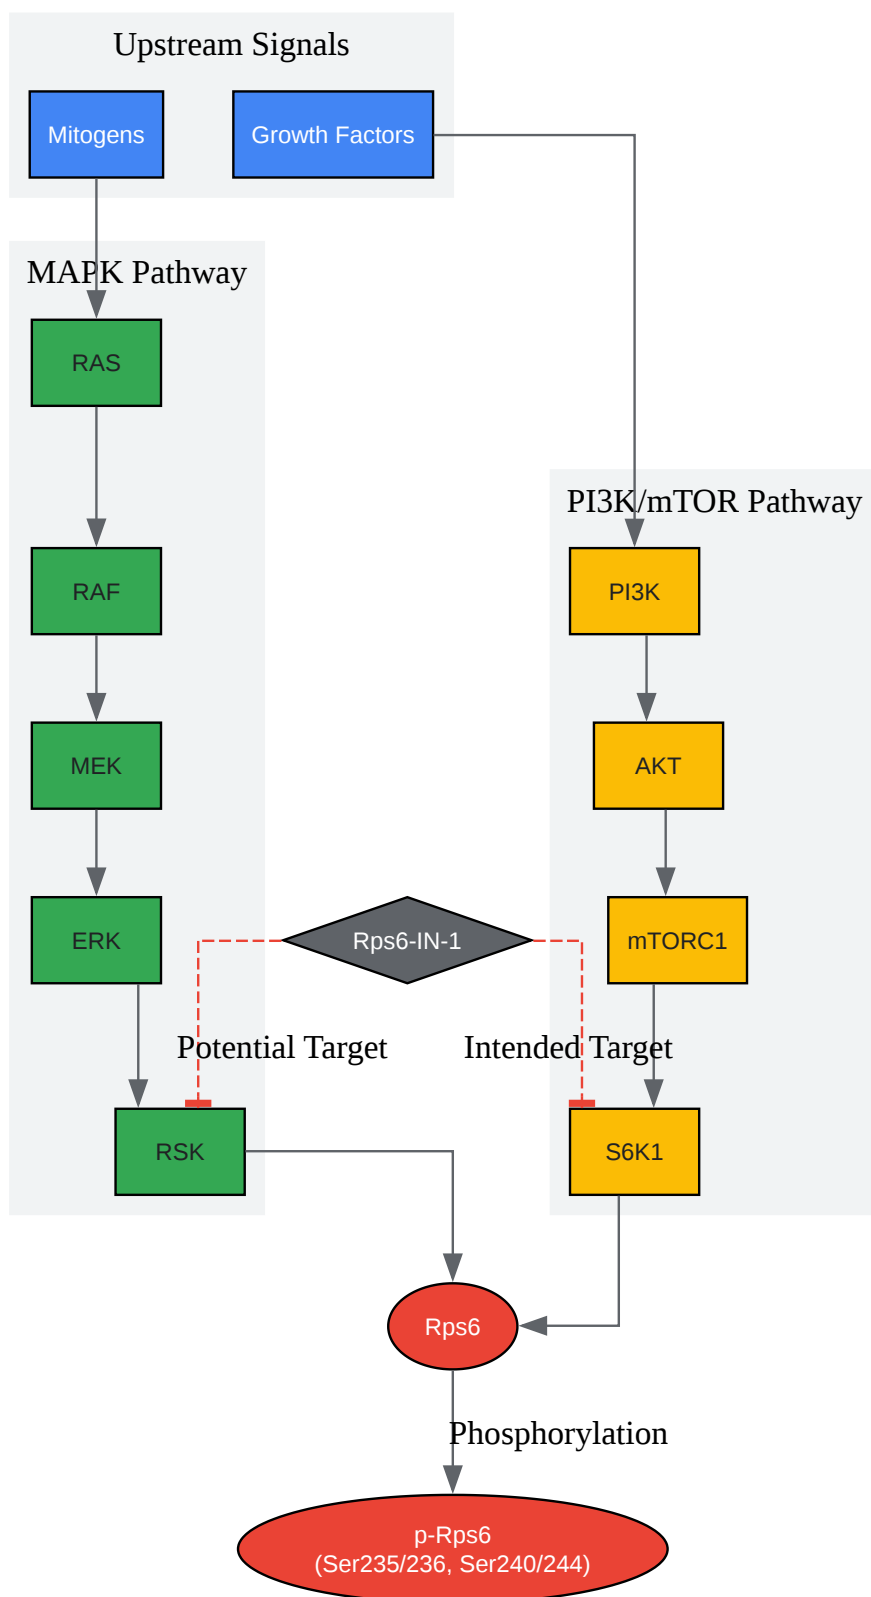 Upstream Signals
Mitogens
Growth Factors
MAPK Pathway
RAS
PI3K/mTOR Pathway
RAF
PI3K
MEK
AKT
ERK
Rps6-IN-1
mTORC1
Potential Target
Intended Target
RSK
S6K1
Rps6
Phosphorylation
p-Rps6
(Ser235/236, Ser240/244)